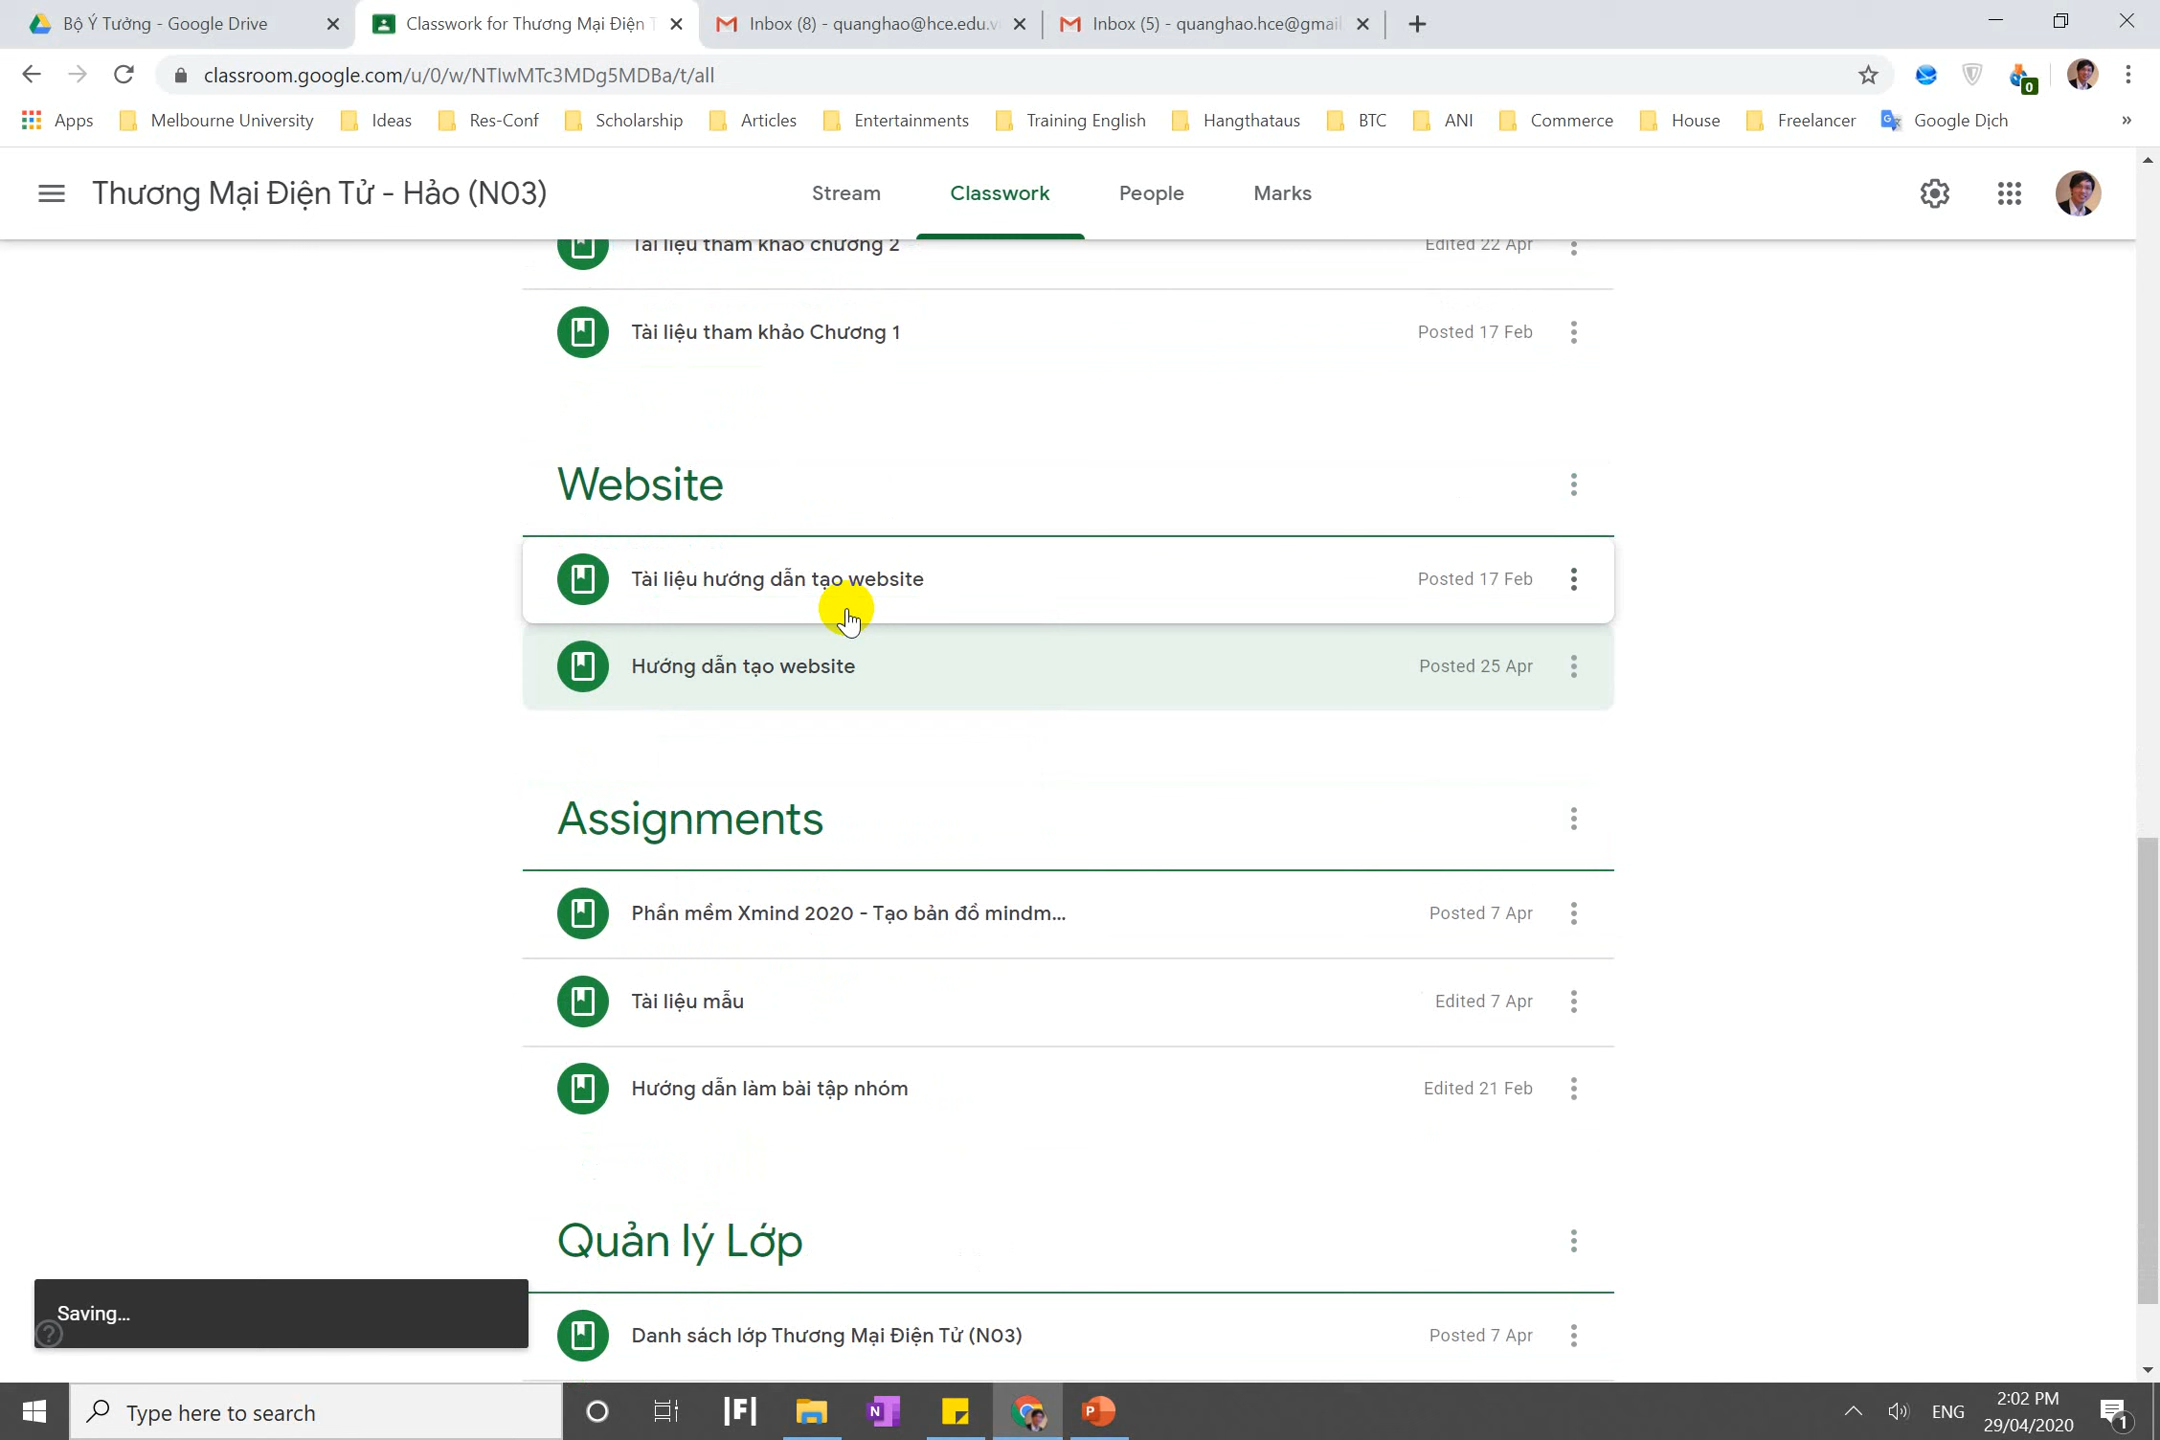 Bộ Ý Tưởng - Google Drive
Classwork for Thương Mại Điện T
Inbox (8) - quanghao@hce.edu.v
Inbox (5) - quanghao.hce@gmail
classroom.google.com/u/0/w/NTIwMTc3MDg5MDBa/t/all
0
Apps
Melbourne University
Ideas
Res-Conf
Scholarship
Articles
Entertainments
Training English
Hangthataus
BTC
ANI
Commerce
House
Freelancer
Google Dịch
»
Thương Mại Điện Tử - Hảo (N03)
Stream
Classwork
People
Marks
Tài liệu tham khảo chương 2
Edited 22 Apr
Tài liệu tham khảo Chương 1
Posted 17 Feb
Website
Tài liệu hướng dẫn tạo website
Posted 17 Feb
Hướng dẫn tạo website
Posted 25 Apr
Assignments
Phần mềm Xmind 2020 - Tạo bản đồ mindm...
Posted 7 Apr
Tài liệu mẫu
Edited 7 Apr
Hướng dẫn làm bài tập nhóm
Edited 21 Feb
Quản lý Lớp
Saving...
Danh sách lớp Thương Mại Điện Tử (N03)
Posted 7 Apr
Type here to search
ENG
2:02 PM
29/04/2020
1